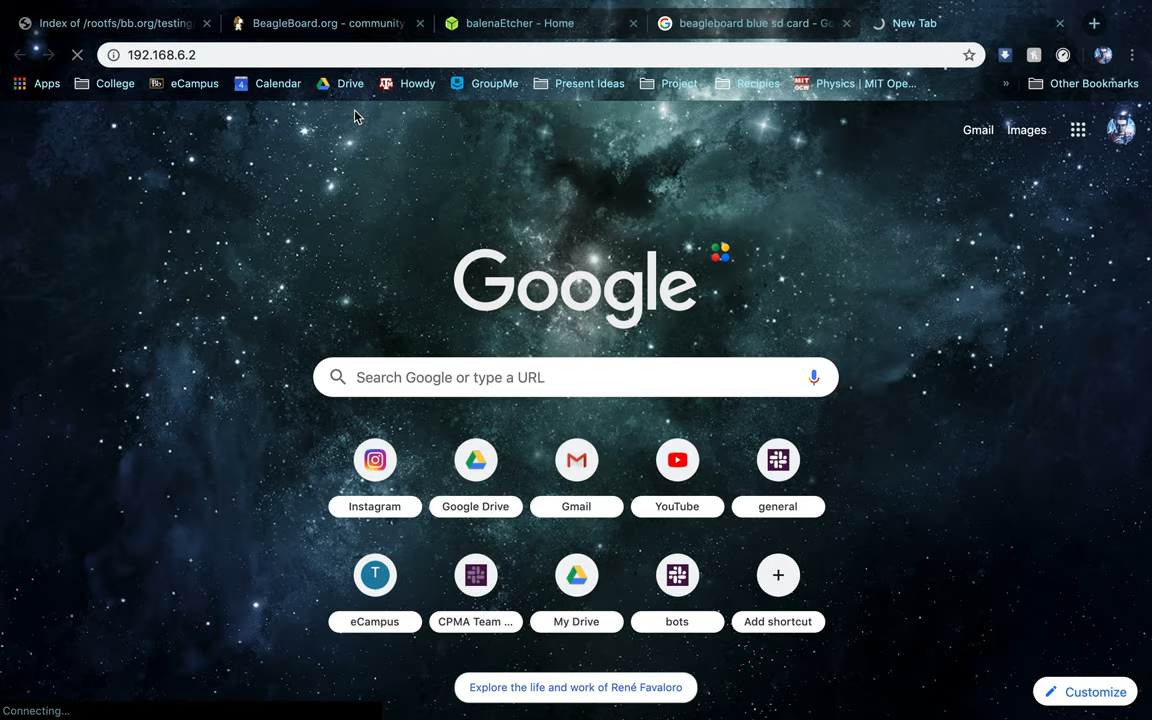 Index of /rootfs/bb.org/testing
BeagleBoard.org - community
balenaEtcher - Home
beagleboard blue sd card - Go
New Tab
192.168.6.2
Apps
College
Bb
eCampus
4
Calendar
Drive
Howdy
GroupMe
Present Ideas
Project
Recipies
MIT
OCW
Physics | MIT Ope...
»
Other Bookmarks
Gmail
Images
Google
Search Google or type a URL
Instagram
Google Drive
Gmail
YouTube
general
T
eCampus
CPMA Team ...
My Drive
bots
Add shortcut
Explore the life and work of René Favaloro
Customize
Connecting...